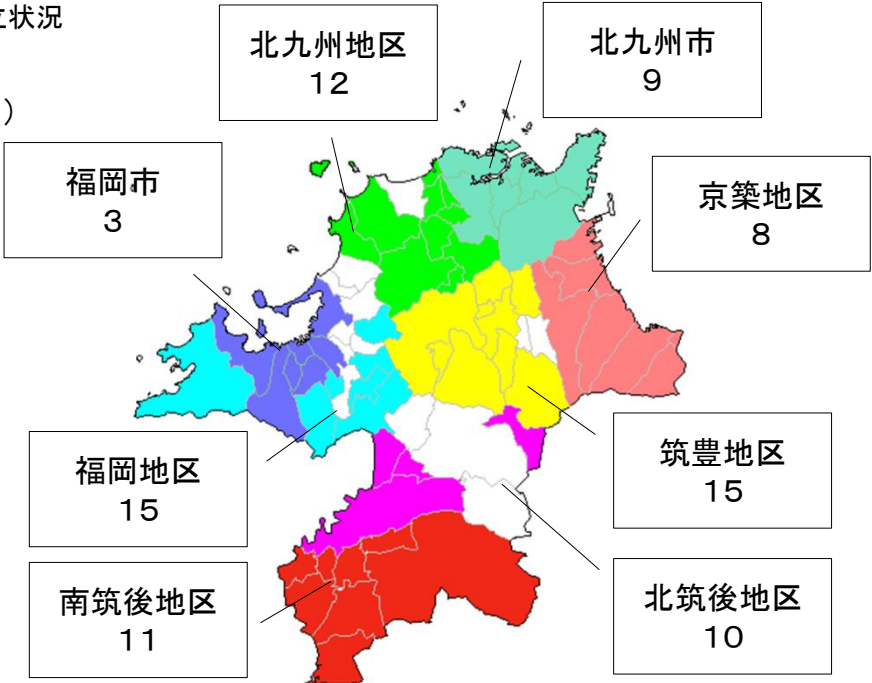 立状況
)
北九州地区
１２
北九州市
９
福岡市
３
京築地区
８
福岡地区
１５
筑豊地区
１５
南筑後地区
１１
北筑後地区
１０